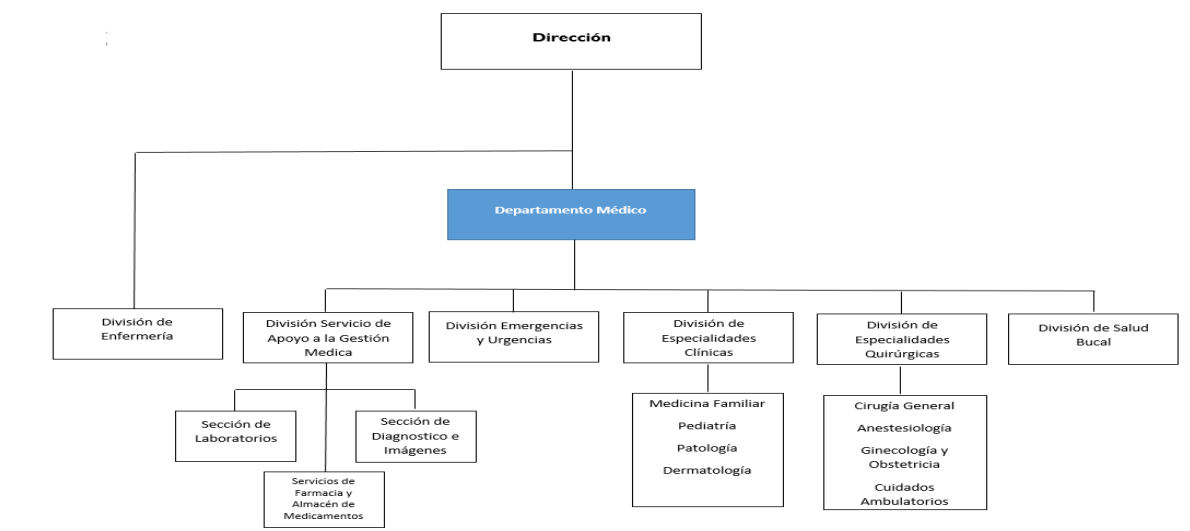 Dirección
Departamento Médico
División de
Enfermería
División Servicio de
Apoyo a la Gestión
Medica
División Emergencias
y Urgencias
División de
Especialidades
Clínicas
División de
Especialidades
Quirúrgicas
División de Salud
Bucal
Sección de
Laboratorios
Servicios de
Farmacia y
Almacén de
Medicamentos
Sección de
Diagnostico e
Imágenes
Medicina Familiar
Pediatría
Patología
Dermatología
Cirugía General
Anestesiología
Ginecología y
Obstetricia
Cuidados
Ambulatorios